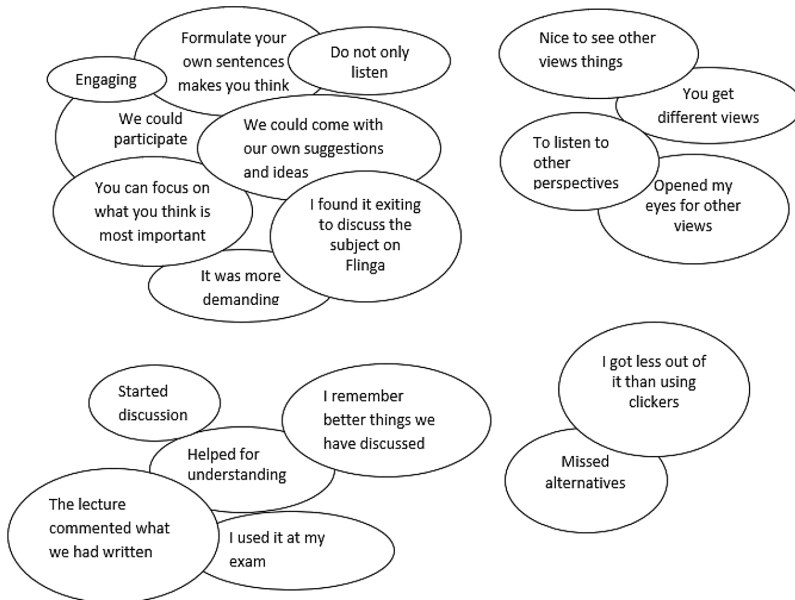 Formulate your
own sentences
makes you think
Do not only
listen
Engaging
We could
participate
We could come with
our own suggestions
and ideas
You can focus on
what you think is
most important
I found it exiting
to discuss the
subject on
Flinga
It was more
demanding
Nice to see other
views things
You get
different views
To listen to
other
perspectives
Opened my
eyes for other
views
Started
discussion
I remember
better things we
have discussed
Helped for
understanding
The lecture
commented what
we had written
I used it at my
exam
I got less out of
it than using
clickers
Missed
alternatives